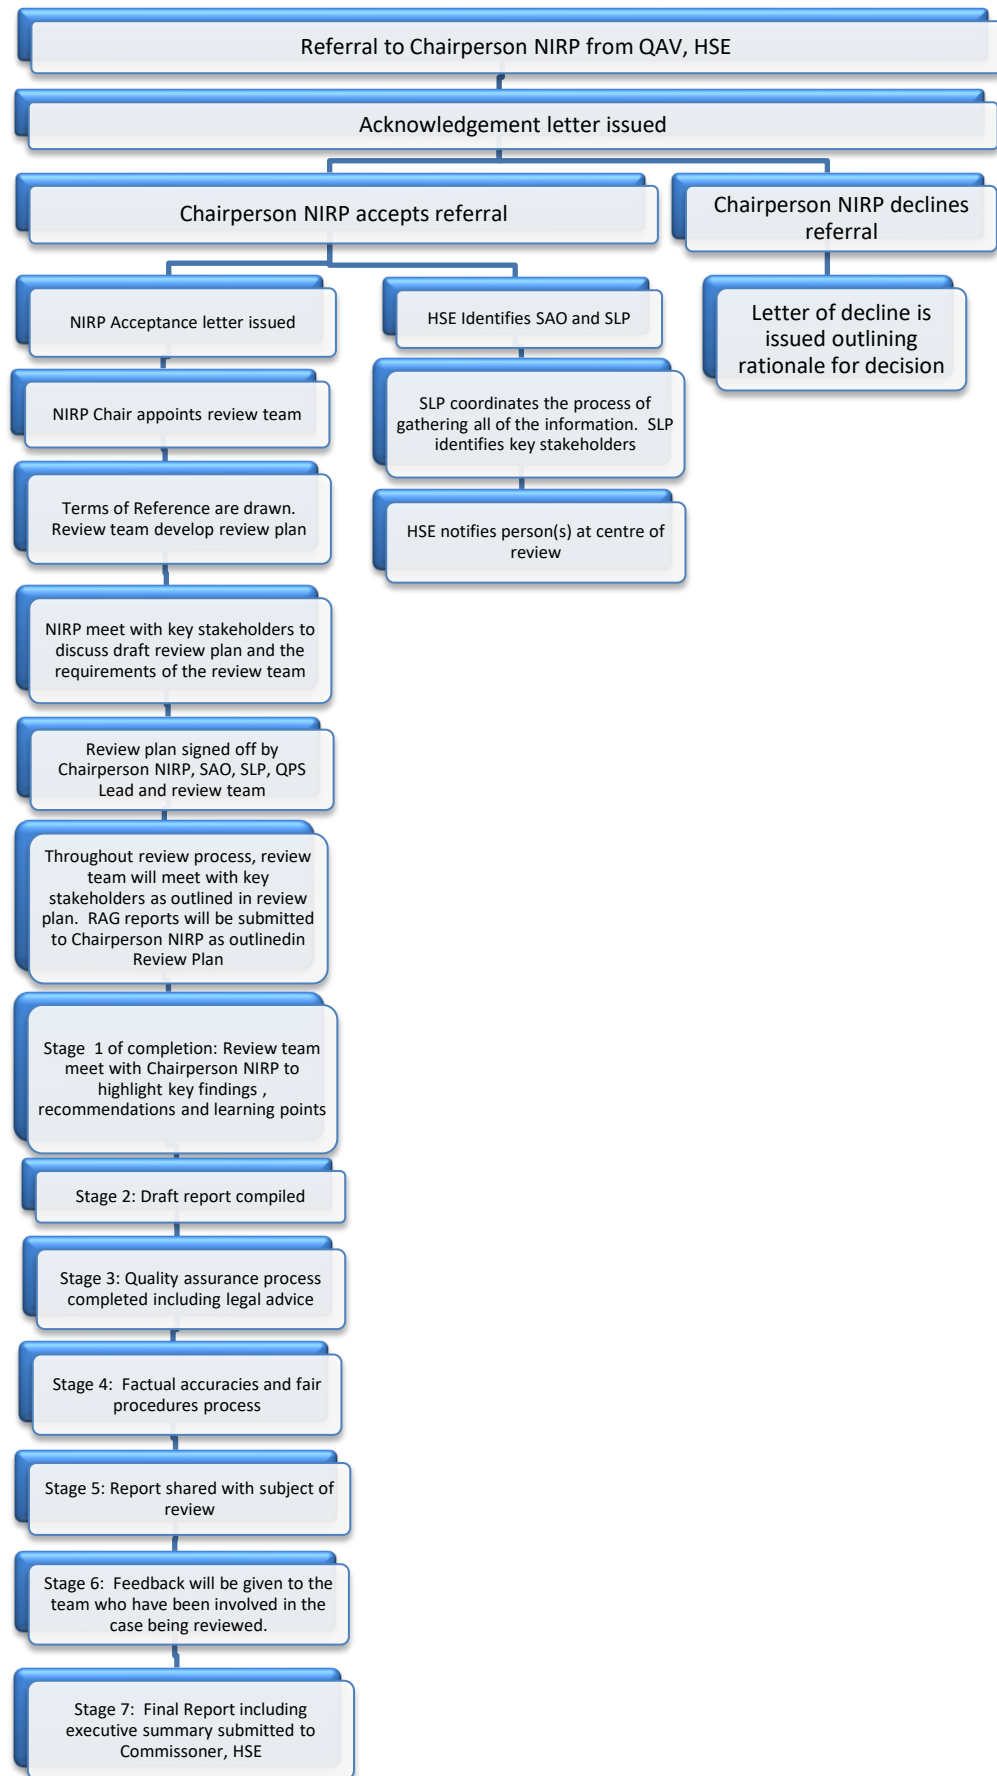 Referral to Chairperson NIRP from QAV, HSE
Acknowledgement letter issued
Chairperson NIRP accepts referral
Chairperson NIRP declines
referral
NIRP Acceptance letter issued
HSE Identifies SAO and SLP
Letter of decline is
issued outlining
rationale for decision
NIRP Chair appoints review team
SLP coordinates the process of
gathering all of the information. SLP
identifies key stakeholders
Terms of Reference are drawn.
Review team develop review plan
HSE notifies person(s) at centre of
review
NIRP meet with key stakeholders to
discuss draft review plan and the
requirements of the review team
Review plan signed off by
Chairperson NIRP, SAO, SLP, QPS
Lead and review team
Throughout review process, review
team will meet with key
stakeholders as outlined in review
plan. RAG reports will be submitted
to Chairperson NIRP as outlinedin
Review Plan
Stage 1 of completion: Review team
meet with Chairperson NIRP to
highlight key findings ,
recommendations and learning points
Stage 2: Draft report compiled
Stage 3: Quality assurance process
completed including legal advice
Stage 4: Factual accuracies and fair
procedures process
Stage 5: Report shared with subject of
review
Stage 6: Feedback will be given to the
team who have been involved in the
case being reviewed.
Stage 7: Final Report including
executive summary submitted to
Commissoner, HSE